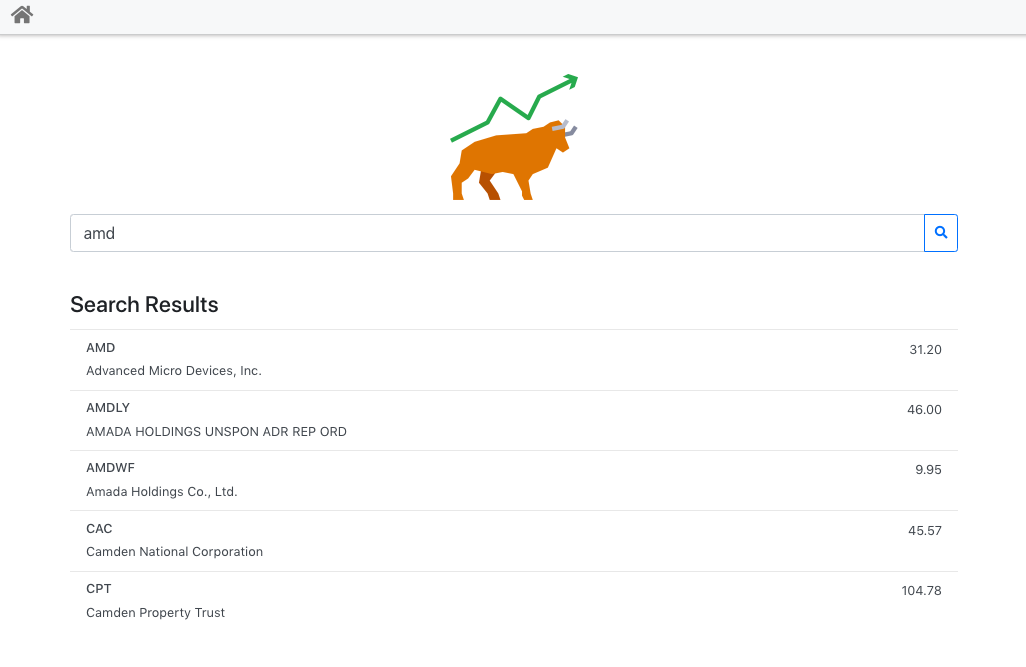 amd
Search Results
AMD 31.20
Advanced Micro Devices, Inc.
AMDLY 46.00
AMADA HOLDINGS UNSPON ADR REP ORD
AMDWF 9.95
Amada Holdings Co., Ltd.
CAC 45.57
Camden National Corporation
CPT 104.78
Camden Property Trust